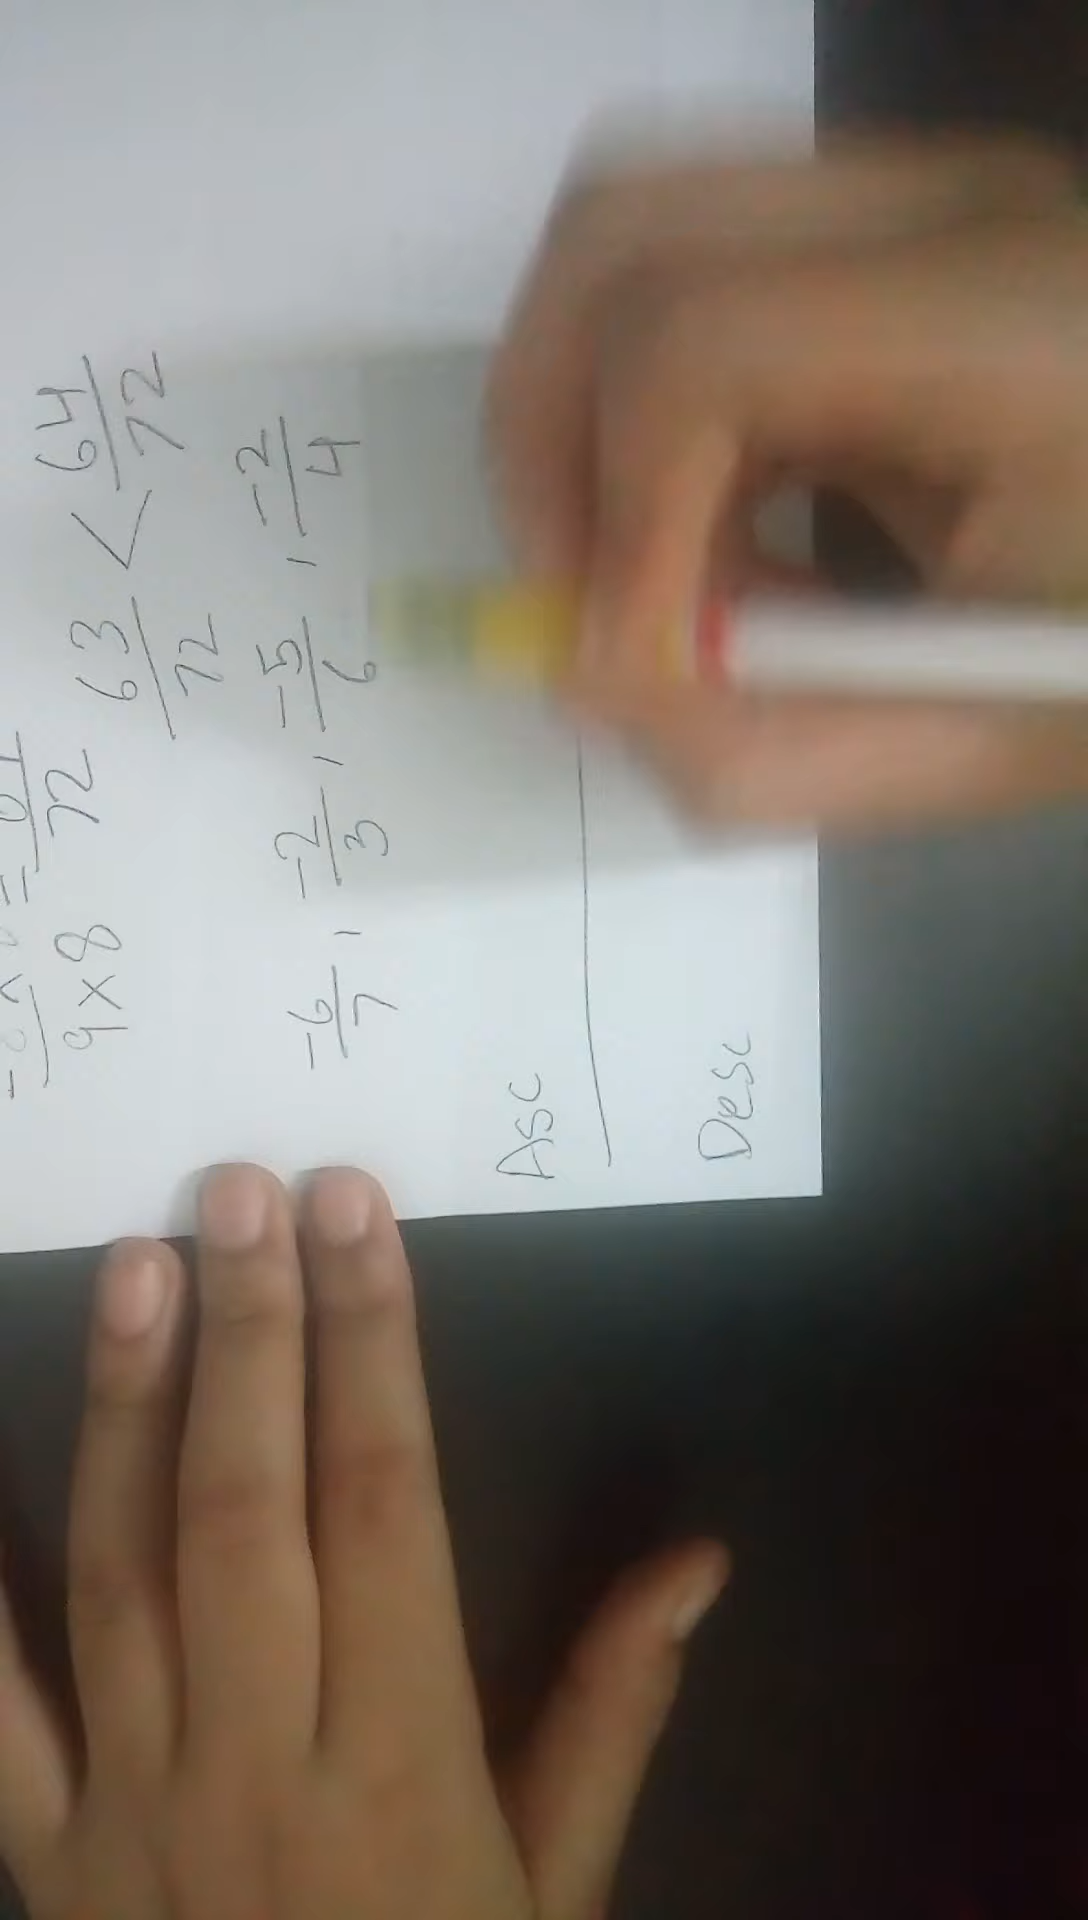 9 × 8 72
63/72 < 64/72
-6/7 , -2/3 , -5/6 , -2/4
Asc
Desc